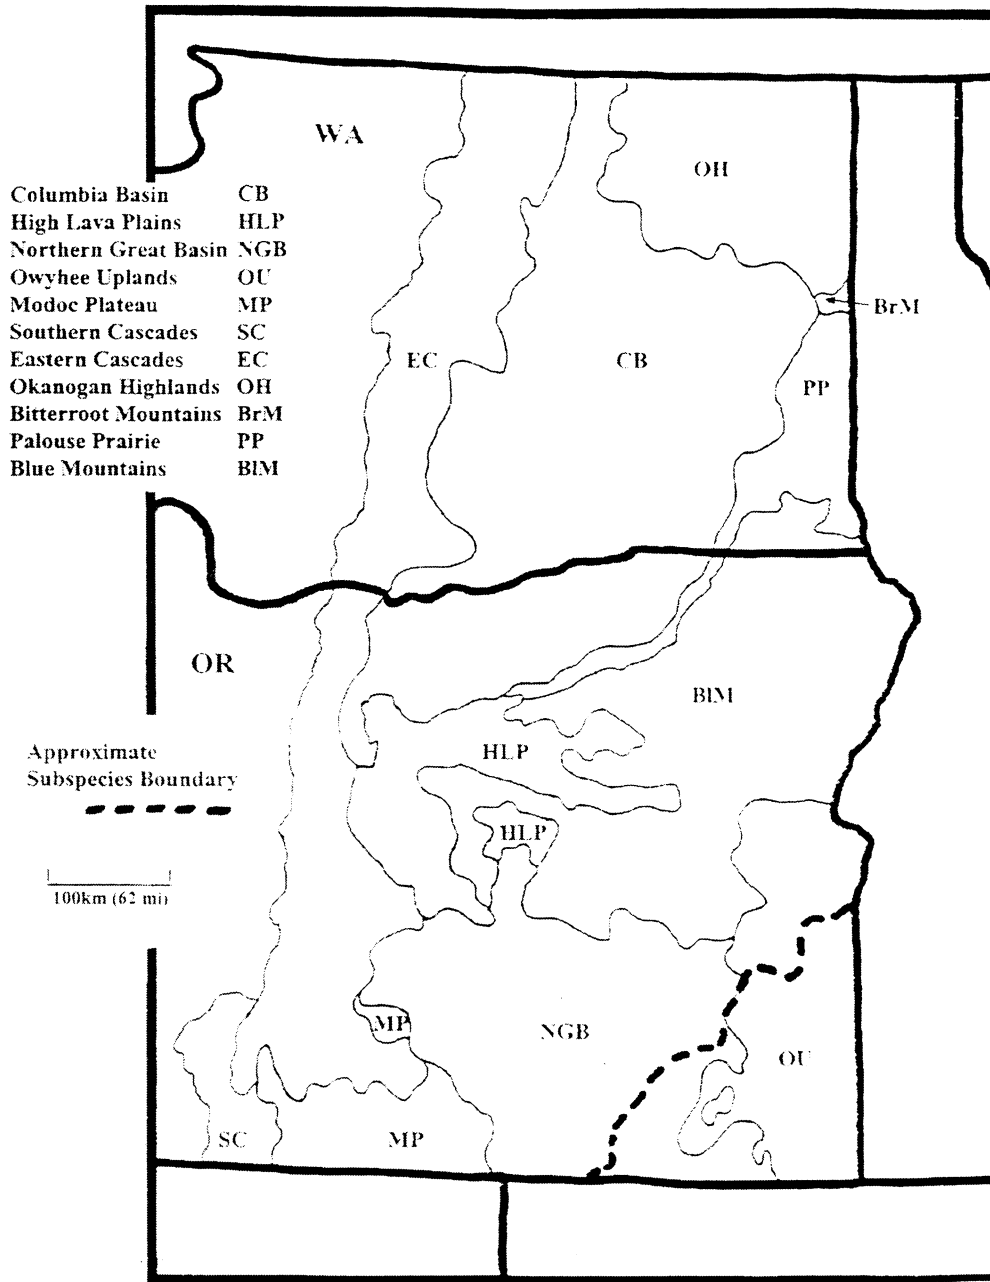 WA
OH
Columbia Basin CB
High Lava Plains HLP
Northern Great Basin NGB
Owyhee Uplands OU
Modoc Plateau MP
Southern Cascades SC
Eastern Cascades EC
Okanogan Highlands OH
Bitterroot Mountains BrM
Palouse Prairie PP
Blue Mountains BlM
BrM
EC
CB
PP
OR
BlM
HLP
Approximate
Subspecies Boundary
HLP
100km (62 mi)
MP
NGB
OU
SC
MP